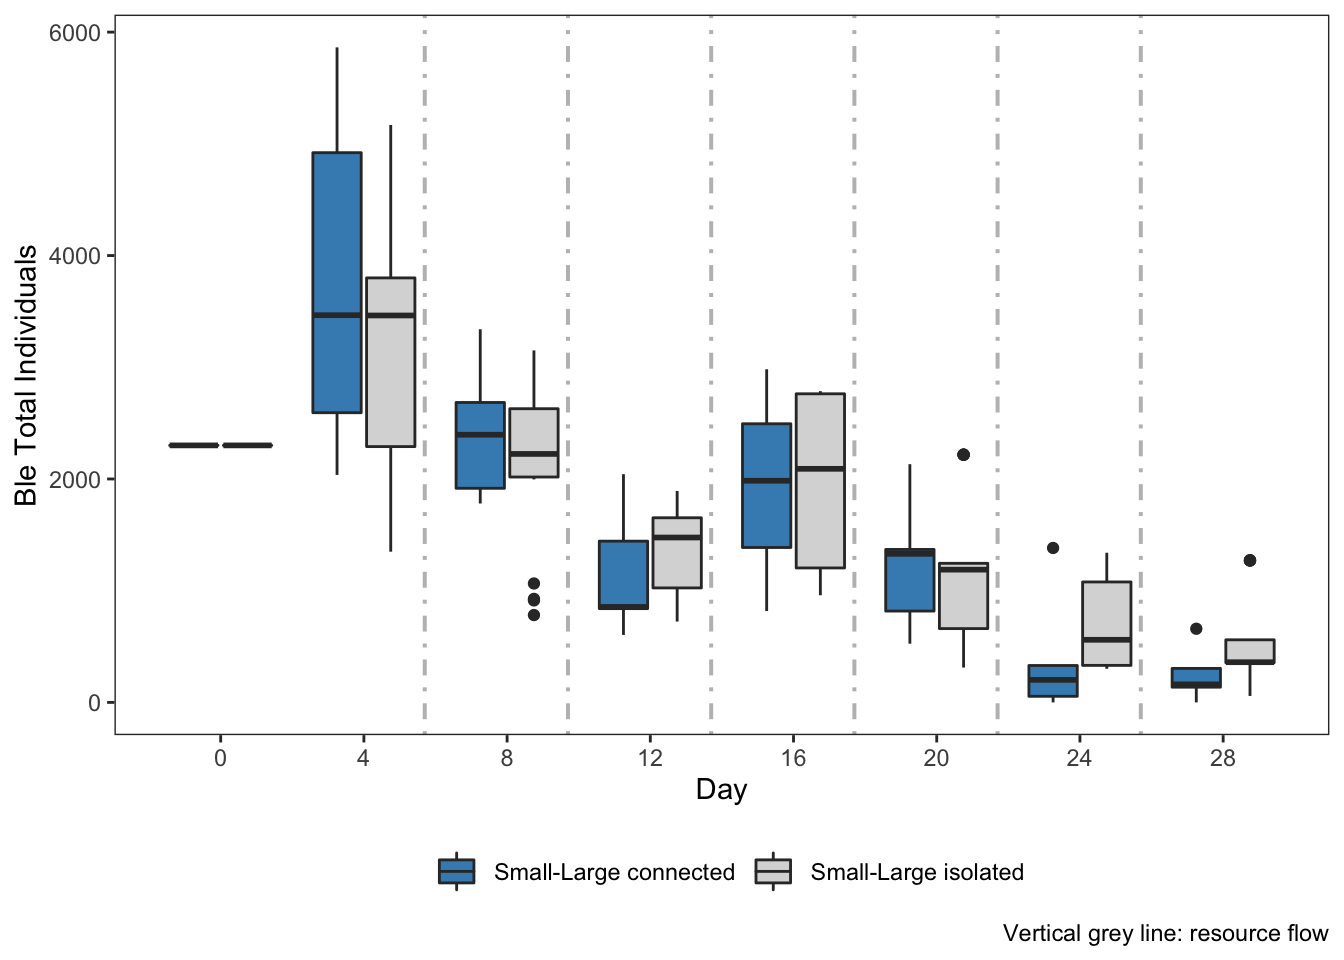 Ble Total Individuals
6000
4000
2000
0
0 4 8 12 16 20 24 28
Day
Small-Large connected Small-Large isolated
Vertical grey line: resource flow